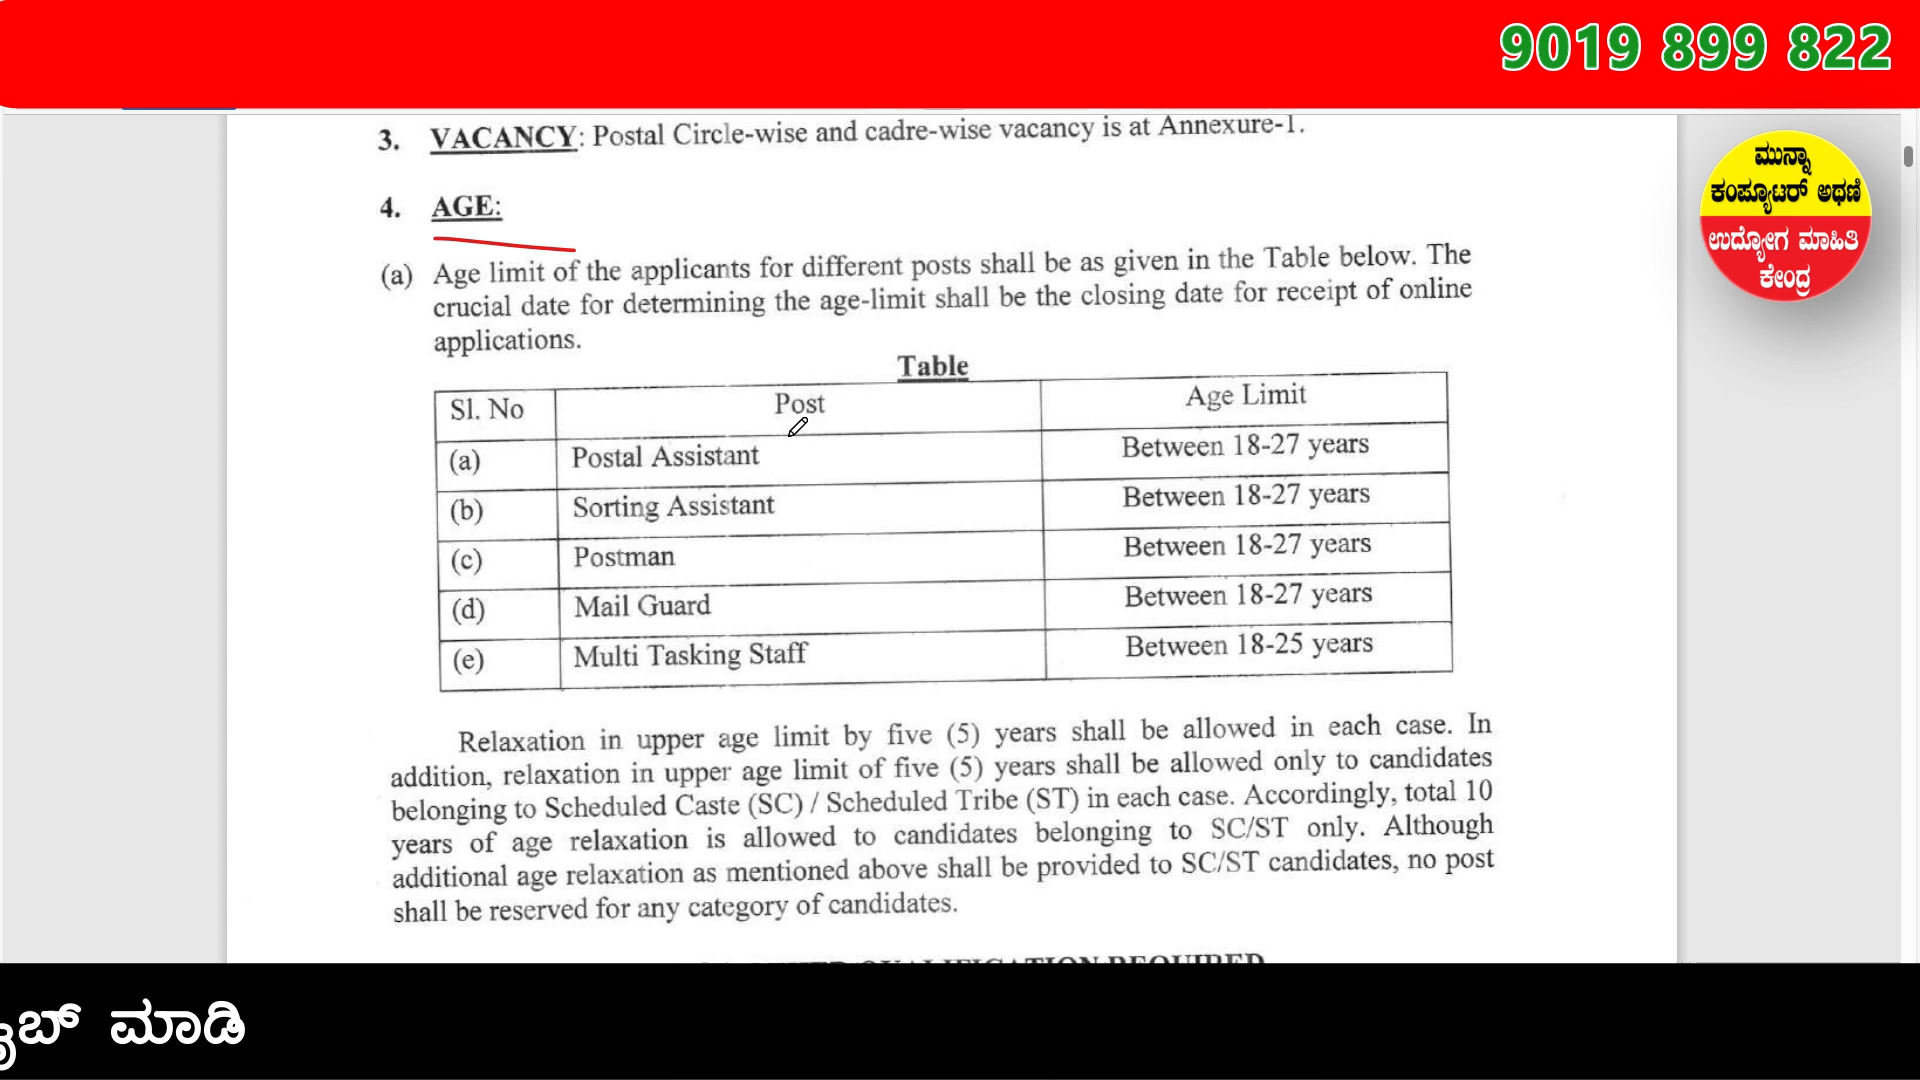 9019 899 822
ಮುನ್ನಾ
ಕಂಪ್ಯೂಟರ್ ಅಥಣಿ
ಉದ್ಯೋಗ ಮಾಹಿತಿ
ಕೇಂದ್ರ
3. VACANCY: Postal Circle-wise and cadre-wise vacancy is at Annexure-1.
4. AGE:
(a) Age limit of the applicants for different posts shall be as given in the Table below. The
crucial date for determining the age-limit shall be the closing date for receipt of online
applications.
Table
Sl. No Post Age Limit
(a) Postal Assistant Between 18-27 years
(b) Sorting Assistant Between 18-27 years
(c) Postman Between 18-27 years
(d) Mail Guard Between 18-27 years
(e) Multi Tasking Staff Between 18-25 years
Relaxation in upper age limit by five (5) years shall be allowed in each case. In
addition, relaxation in upper age limit of five (5) years shall be allowed only to candidates
belonging to Scheduled Caste (SC) / Scheduled Tribe (ST) in each case. Accordingly, total 10
years of age relaxation is allowed to candidates belonging to SC/ST only. Although
additional age relaxation as mentioned above shall be provided to SC/ST candidates, no post
shall be reserved for any category of candidates.
QUALIFICATION REQUIRED
ಮಾಡಿ